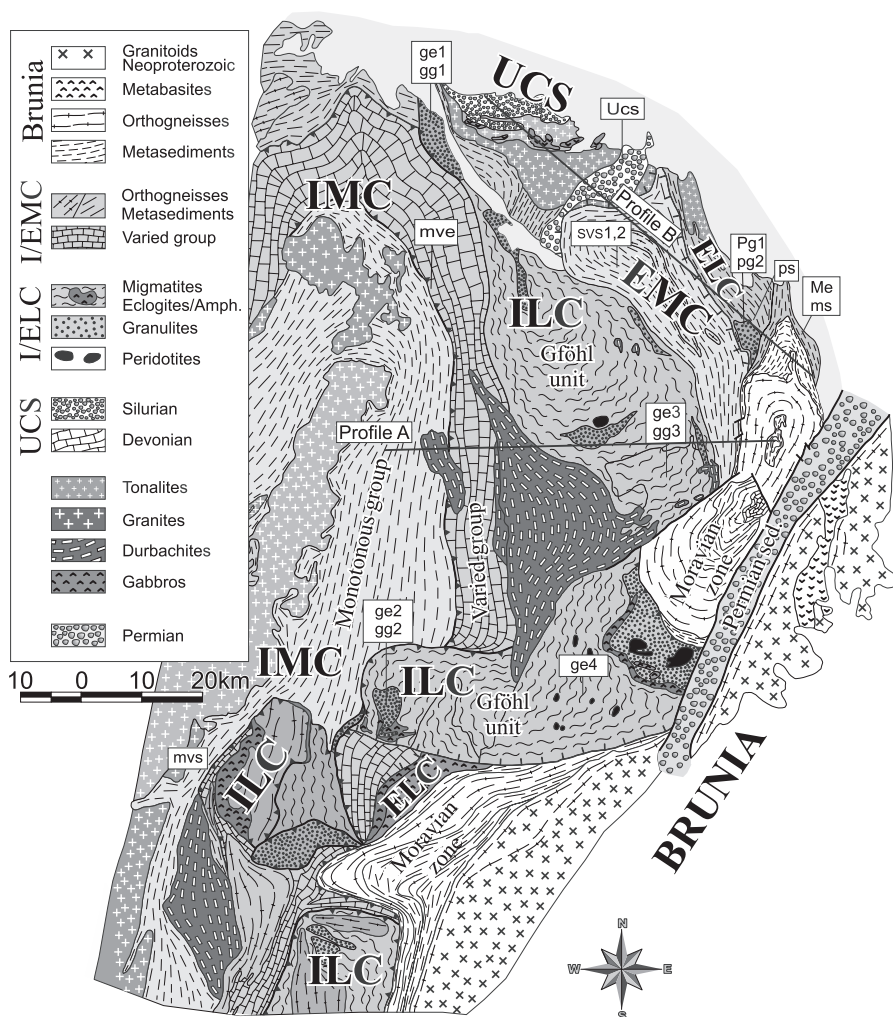 Brunia
Granitoids
Neoproterozoic
Metabasites
Orthogneisses
Metasediments
I/EMC
Orthogneisses
Metasediments
Varied group
I/ELC
Migmatites
Eclogites/Amph.
Granulites
Peridotites
UCS
Silurian
Devonian
Tonalites
Granites
Durbachites
Gabbros
Permian
10 0 10 20km
ge1
gg1
UCS
Ucs
IMC
mve
Profile B
svs1,2
ELC
Pg1
pg2
ps
Me
ms
EMC
ILC
Gföhl
unit
Profile A
ge3
gg3
Monotonous group
Varied group
Moravian
zone
Permian sed.
ge2
gg2
IMC
ILC
Gföhl
unit
ge4
mvs
ILC
ELC
Moravian
zone
BRUNIA
ILC
N
W E
S